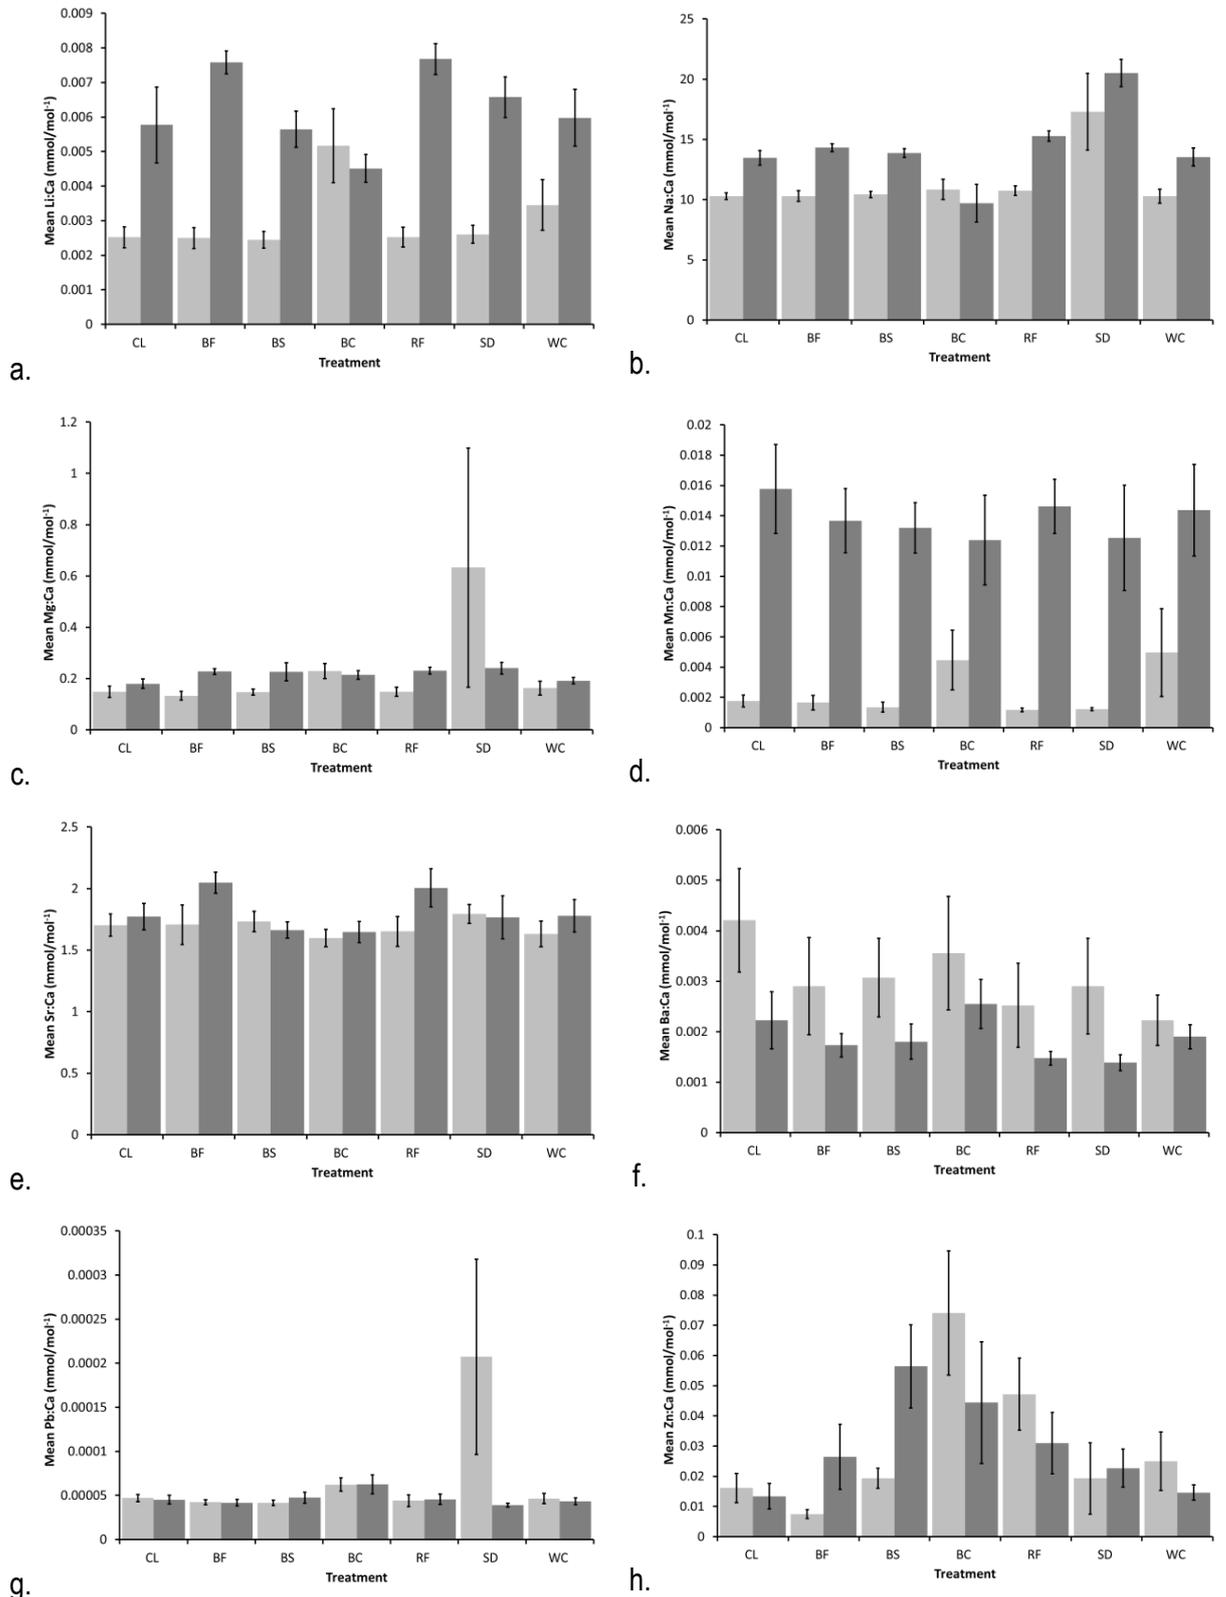 0.009
0.008
0.007
0.006
0.005
0.004
0.003
0.002
0.001
0
Mean Li:Ca (mmol/mol⁻¹)
CL BF BS BC RF SD WC
Treatment
a.
25
20
15
10
5
0
Mean Na:Ca (mmol/mol⁻¹)
CL BF BS BC RF SD WC
Treatment
b.
1.2
1
0.8
0.6
0.4
0.2
0
Mean Mg:Ca (mmol/mol⁻¹)
CL BF BS BC RF SD WC
Treatment
c.
0.02
0.018
0.016
0.014
0.012
0.01
0.008
0.006
0.004
0.002
0
Mean Mn:Ca (mmol/mol⁻¹)
CL BF BS BC RF SD WC
Treatment
d.
2.5
2
1.5
1
0.5
0
Mean Sr:Ca (mmol/mol⁻¹)
CL BF BS BC RF SD WC
Treatment
e.
0.006
0.005
0.004
0.003
0.002
0.001
0
Mean Ba:Ca (mmol/mol⁻¹)
CL BF BS BC RF SD WC
Treatment
f.
0.00035
0.0003
0.00025
0.0002
0.00015
0.0001
0.00005
0
Mean Pb:Ca (mmol/mol⁻¹)
CL BF BS BC RF SD WC
Treatment
g.
0.1
0.09
0.08
0.07
0.06
0.05
0.04
0.03
0.02
0.01
0
Mean Zn:Ca (mmol/mol⁻¹)
CL BF BS BC RF SD WC
Treatment
h.